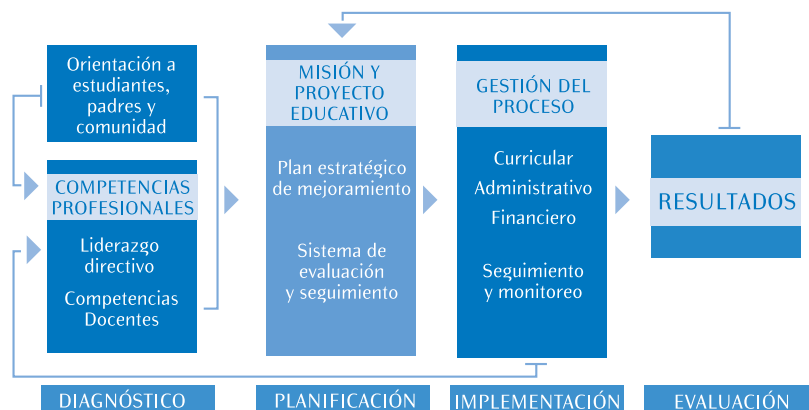 Orientación a
estudiantes,
padres y
comunidad
COMPETENCIAS
PROFESIONALES
Liderazgo
directivo
Competencias
Docentes
MISIÓN Y
PROYECTO
EDUCATIVO
Plan estratégico
de mejoramiento
Sistema de
evaluación
y seguimiento
GESTIÓN DEL
PROCESO
Curricular
Administrativo
Financiero
Seguimiento
y monitoreo
RESULTADOS
DIAGNÓSTICO
PLANIFICACIÓN
IMPLEMENTACIÓN
EVALUACIÓN